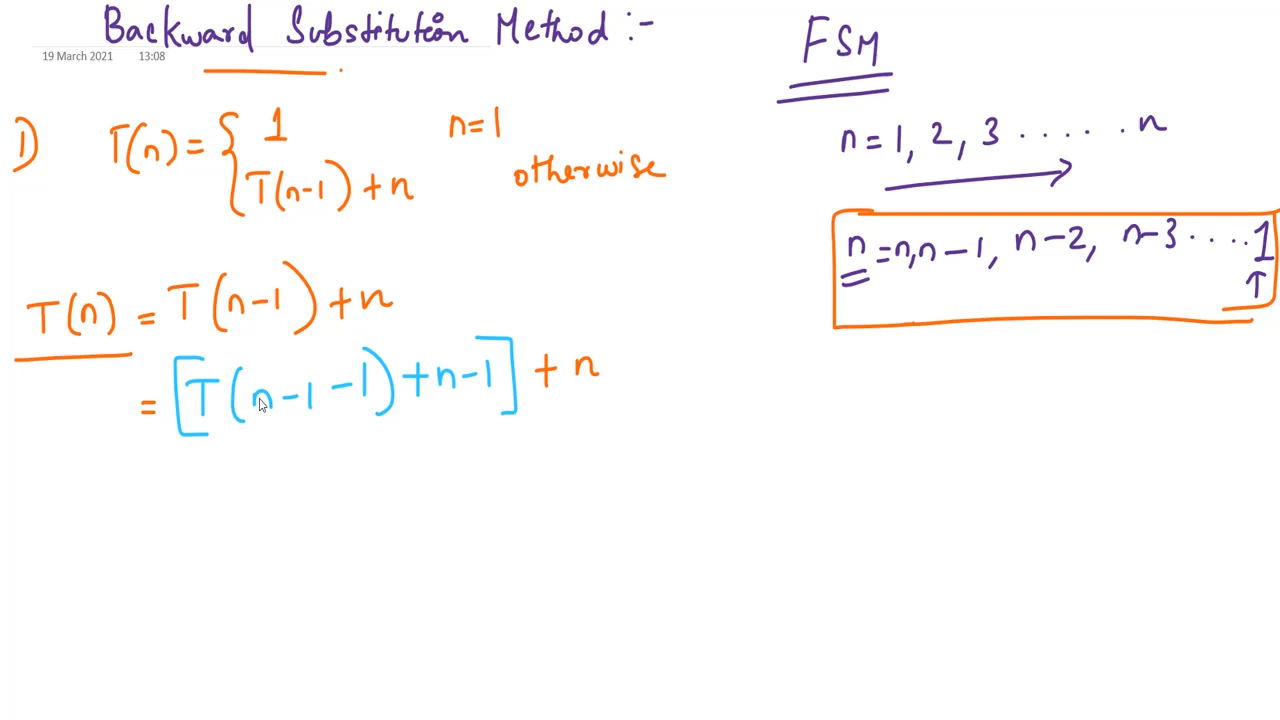 Backward Substitution Method :-
19 March 2021 13:08
1) T(n) = { 1 n=1
T(n-1) + n otherwise
T(n) = T(n-1) + n
= [T(n-1-1) + n-1] + n
FSM
n = 1, 2, 3 ...... n
n = n, n-1, n-2, n-3 .... 1
↑